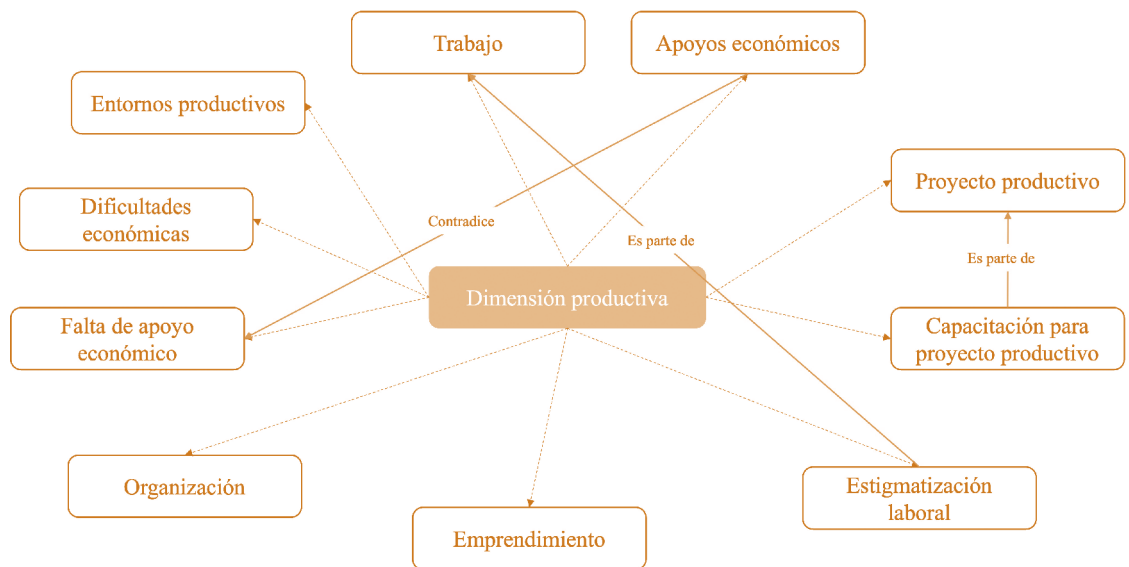 Trabajo
Apoyos económicos
Entornos productivos
Proyecto productivo
Dificultades
económicas
Contradice
Es parte de
Es parte de
Dimensión productiva
Falta de apoyo
económico
Capacitación para
proyecto productivo
Organización
Estigmatización
laboral
Emprendimiento